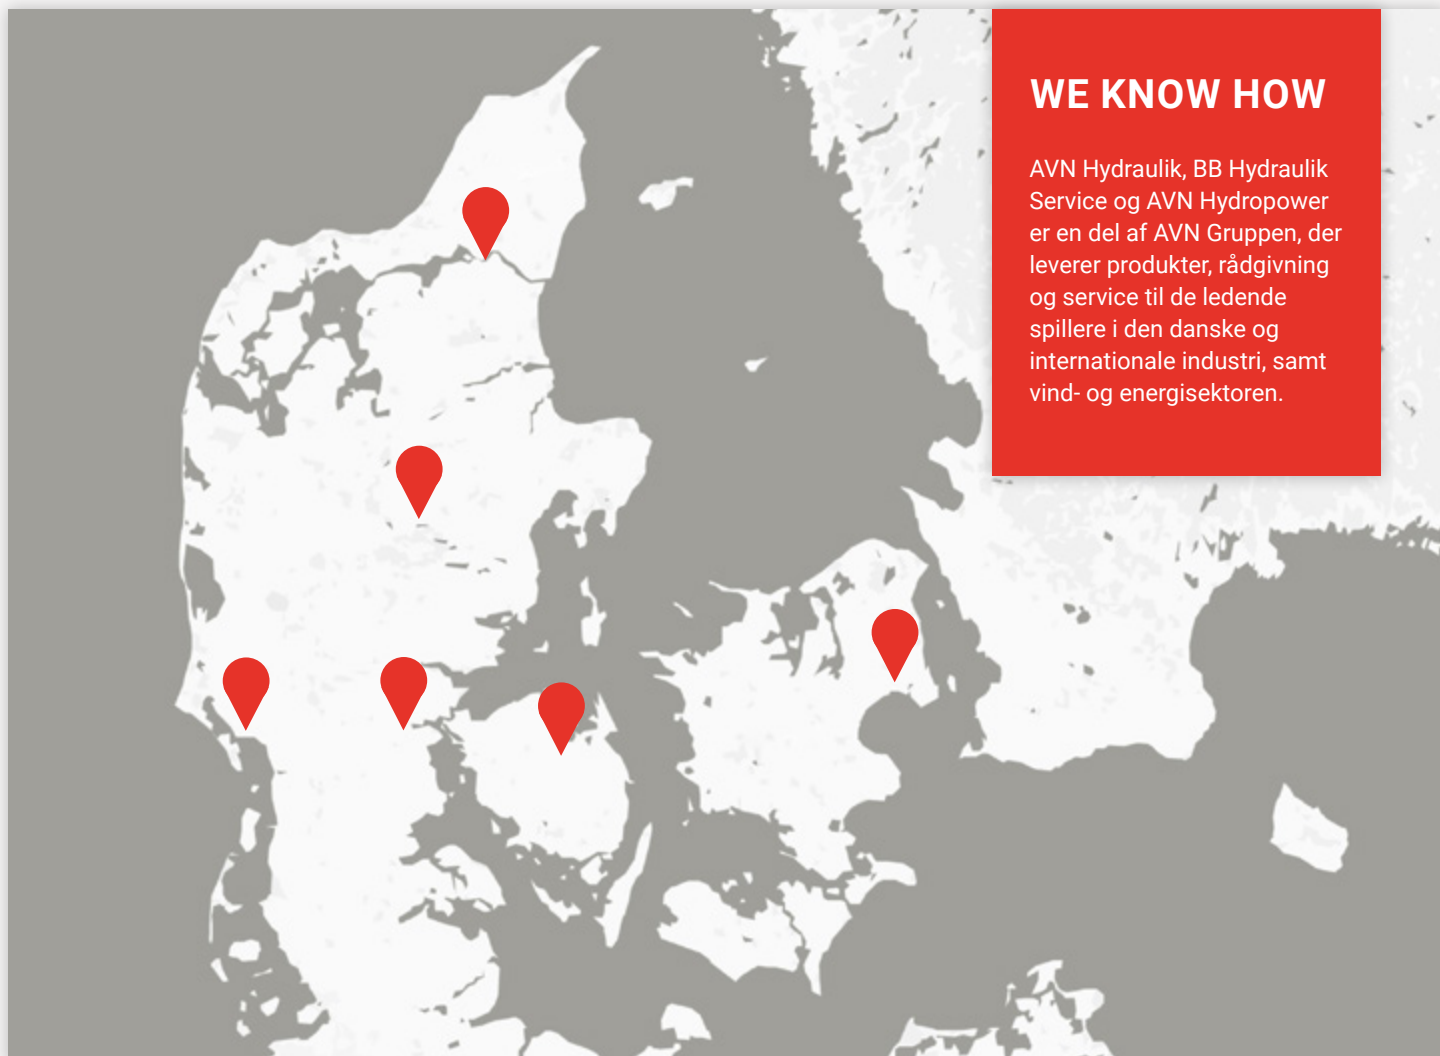 WE KNOW HOW
AVN Hydraulik, BB Hydraulik
Service og AVN Hydropower
er en del af AVN Gruppen, der
leverer produkter, rådgivning
og service til de ledende
spillere i den danske og
internationale industri, samt
vind- og energisektoren.